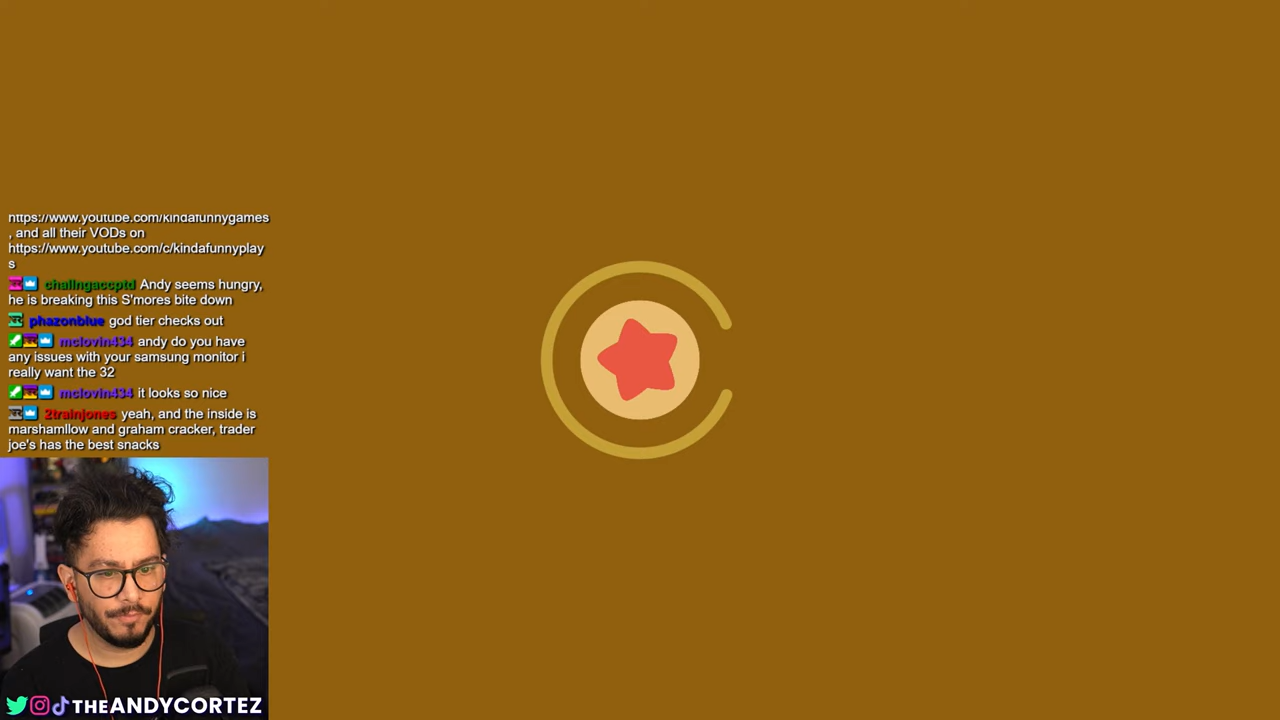 https://www.youtube.com/kindafunnygames
, and all their VODs on
https://www.youtube.com/c/kindafunnyplay
s
challngaccptd Andy seems hungry,
he is breaking this S'mores bite down
phazonblue god tier checks out
mclovin434 andy do you have
any issues with your samsung monitor i
really want the 32
mclovin434 it looks so nice
2trainjones yeah, and the inside is
marshamllow and graham cracker, trader
joe's has the best snacks
THEANDYCORTEZ